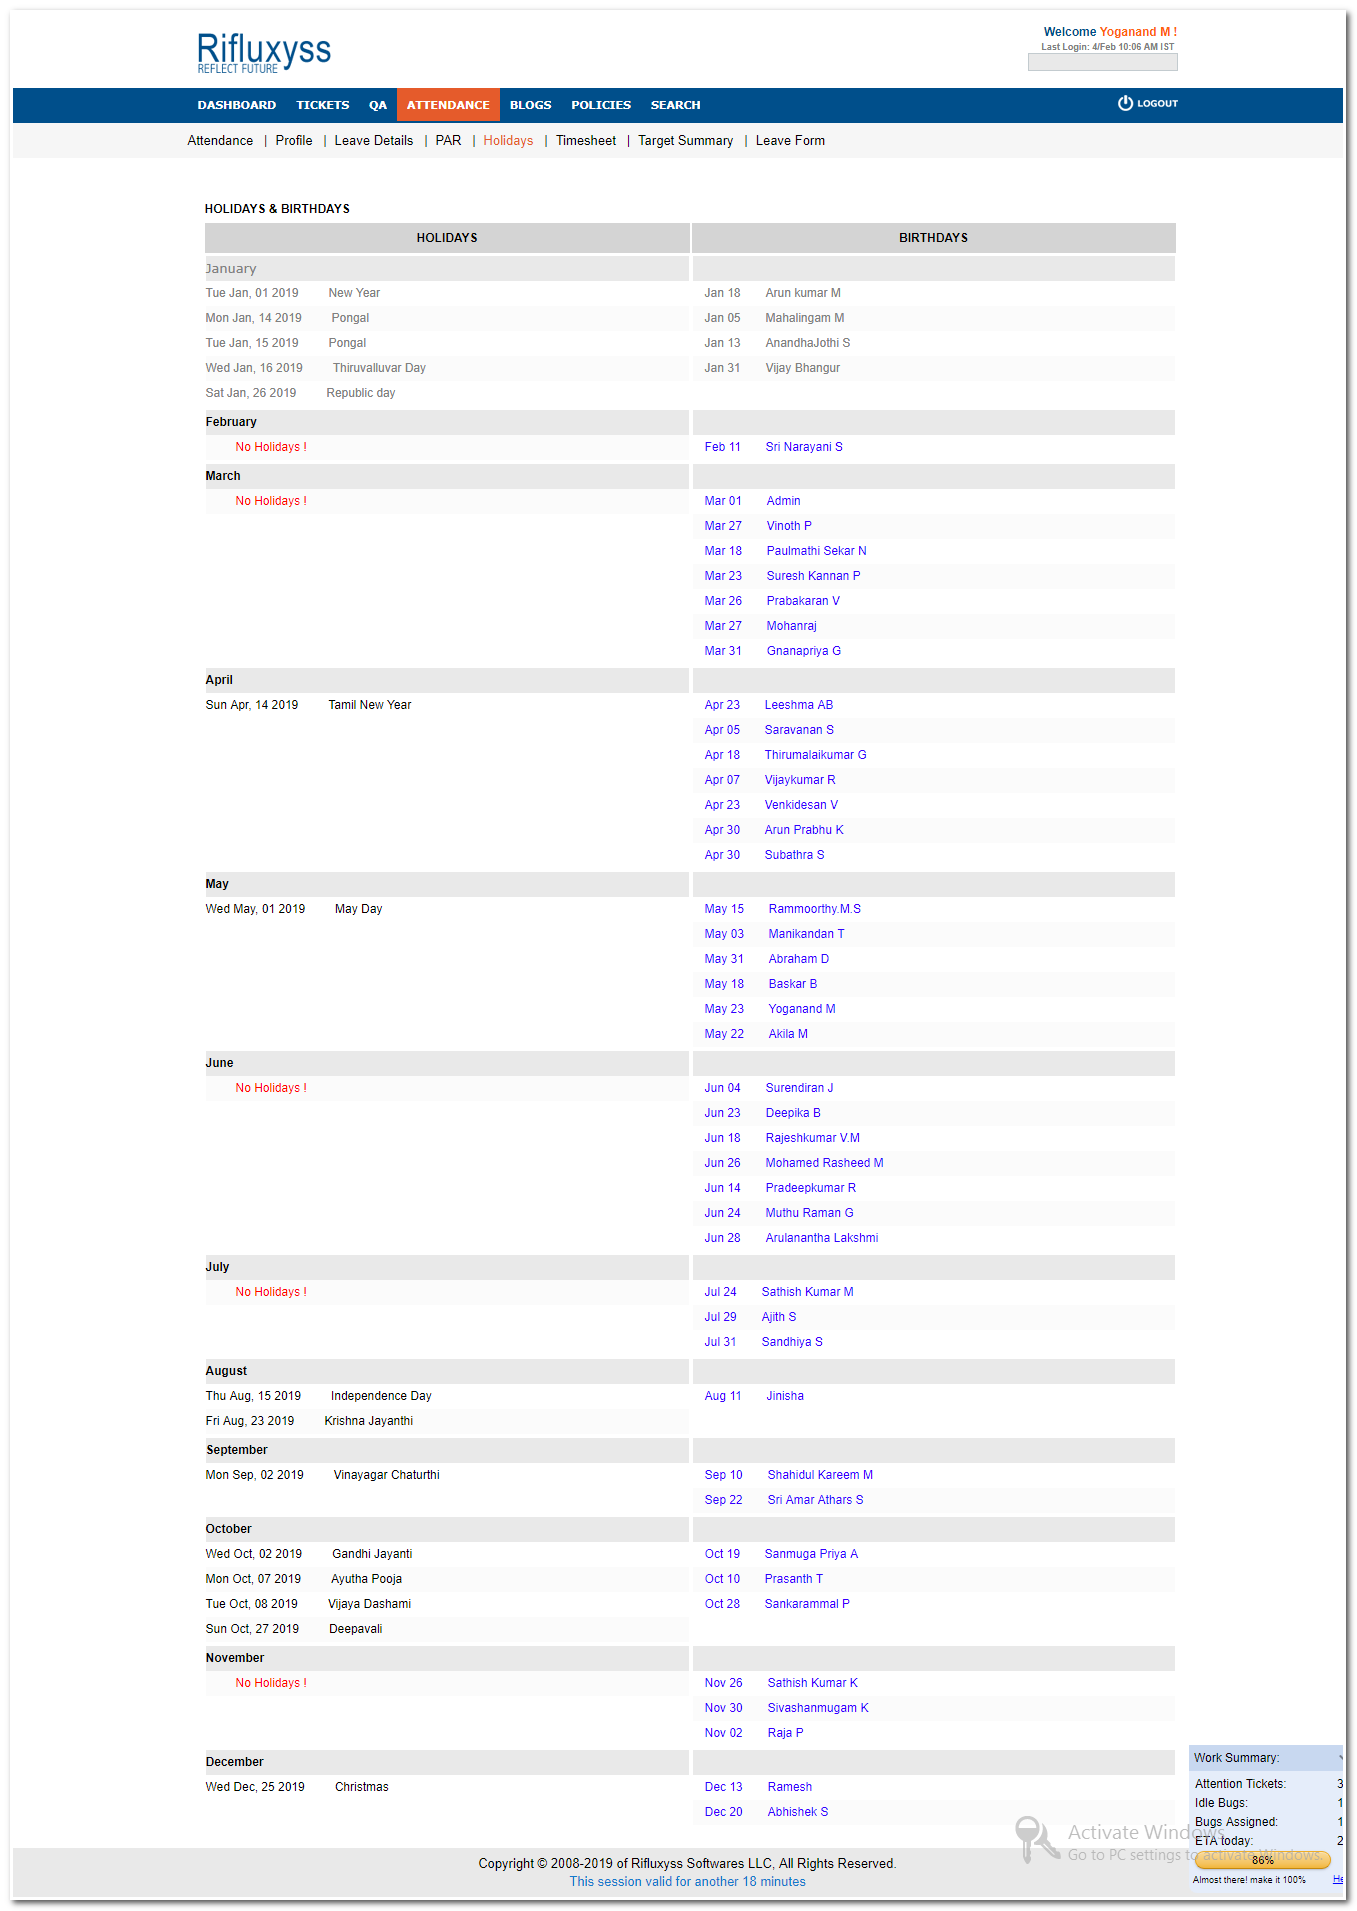 Rifluxyss
REFLECT FUTURE
Welcome Yoganand M !
Last Login: 4/Feb 10:06 AM IST
DASHBOARD TICKETS QA ATTENDANCE BLOGS POLICIES SEARCH LOGOUT
Attendance | Profile | Leave Details | PAR | Holidays | Timesheet | Target Summary | Leave Form
HOLIDAYS & BIRTHDAYS
HOLIDAYS BIRTHDAYS
January
Tue Jan, 01 2019 New Year Jan 18 Arun kumar M
Mon Jan, 14 2019 Pongal Jan 05 Mahalingam M
Tue Jan, 15 2019 Pongal Jan 13 AnandhaJothi S
Wed Jan, 16 2019 Thiruvalluvar Day Jan 31 Vijay Bhangur
Sat Jan, 26 2019 Republic day
February
No Holidays ! Feb 11 Sri Narayani S
March
No Holidays ! Mar 01 Admin
Mar 27 Vinoth P
Mar 18 Paulmathi Sekar N
Mar 23 Suresh Kannan P
Mar 26 Prabakaran V
Mar 27 Mohanraj
Mar 31 Gnanapriya G
April
Sun Apr, 14 2019 Tamil New Year Apr 23 Leeshma AB
Apr 05 Saravanan S
Apr 18 Thirumalaikumar G
Apr 07 Vijaykumar R
Apr 23 Venkidesan V
Apr 30 Arun Prabhu K
Apr 30 Subathra S
May
Wed May, 01 2019 May Day May 15 Rammoorthy.M.S
May 03 Manikandan T
May 31 Abraham D
May 18 Baskar B
May 23 Yoganand M
May 22 Akila M
June
No Holidays ! Jun 04 Surendiran J
Jun 23 Deepika B
Jun 18 Rajeshkumar V.M
Jun 26 Mohamed Rasheed M
Jun 14 Pradeepkumar R
Jun 24 Muthu Raman G
Jun 28 Arulanantha Lakshmi
July
No Holidays ! Jul 24 Sathish Kumar M
Jul 29 Ajith S
Jul 31 Sandhiya S
August
Thu Aug, 15 2019 Independence Day Aug 11 Jinisha
Fri Aug, 23 2019 Krishna Jayanthi
September
Mon Sep, 02 2019 Vinayagar Chaturthi Sep 10 Shahidul Kareem M
Sep 22 Sri Amar Athars S
October
Wed Oct, 02 2019 Gandhi Jayanti Oct 19 Sanmuga Priya A
Mon Oct, 07 2019 Ayutha Pooja Oct 10 Prasanth T
Tue Oct, 08 2019 Vijaya Dashami Oct 28 Sankarammal P
Sun Oct, 27 2019 Deepavali
November
No Holidays ! Nov 26 Sathish Kumar K
Nov 30 Sivashanmugam K
Nov 02 Raja P
December
Wed Dec, 25 2019 Christmas Dec 13 Ramesh
Dec 20 Abhishek S
Work Summary:
Attention Tickets: 3
Idle Bugs: 1
Bugs Assigned: 1
ETA today: 2
86%
Almost there! make it 100% He
Activate Windows
Go to PC settings to activate Windows.
Copyright © 2008-2019 of Rifluxyss Softwares LLC, All Rights Reserved.
This session valid for another 18 minutes